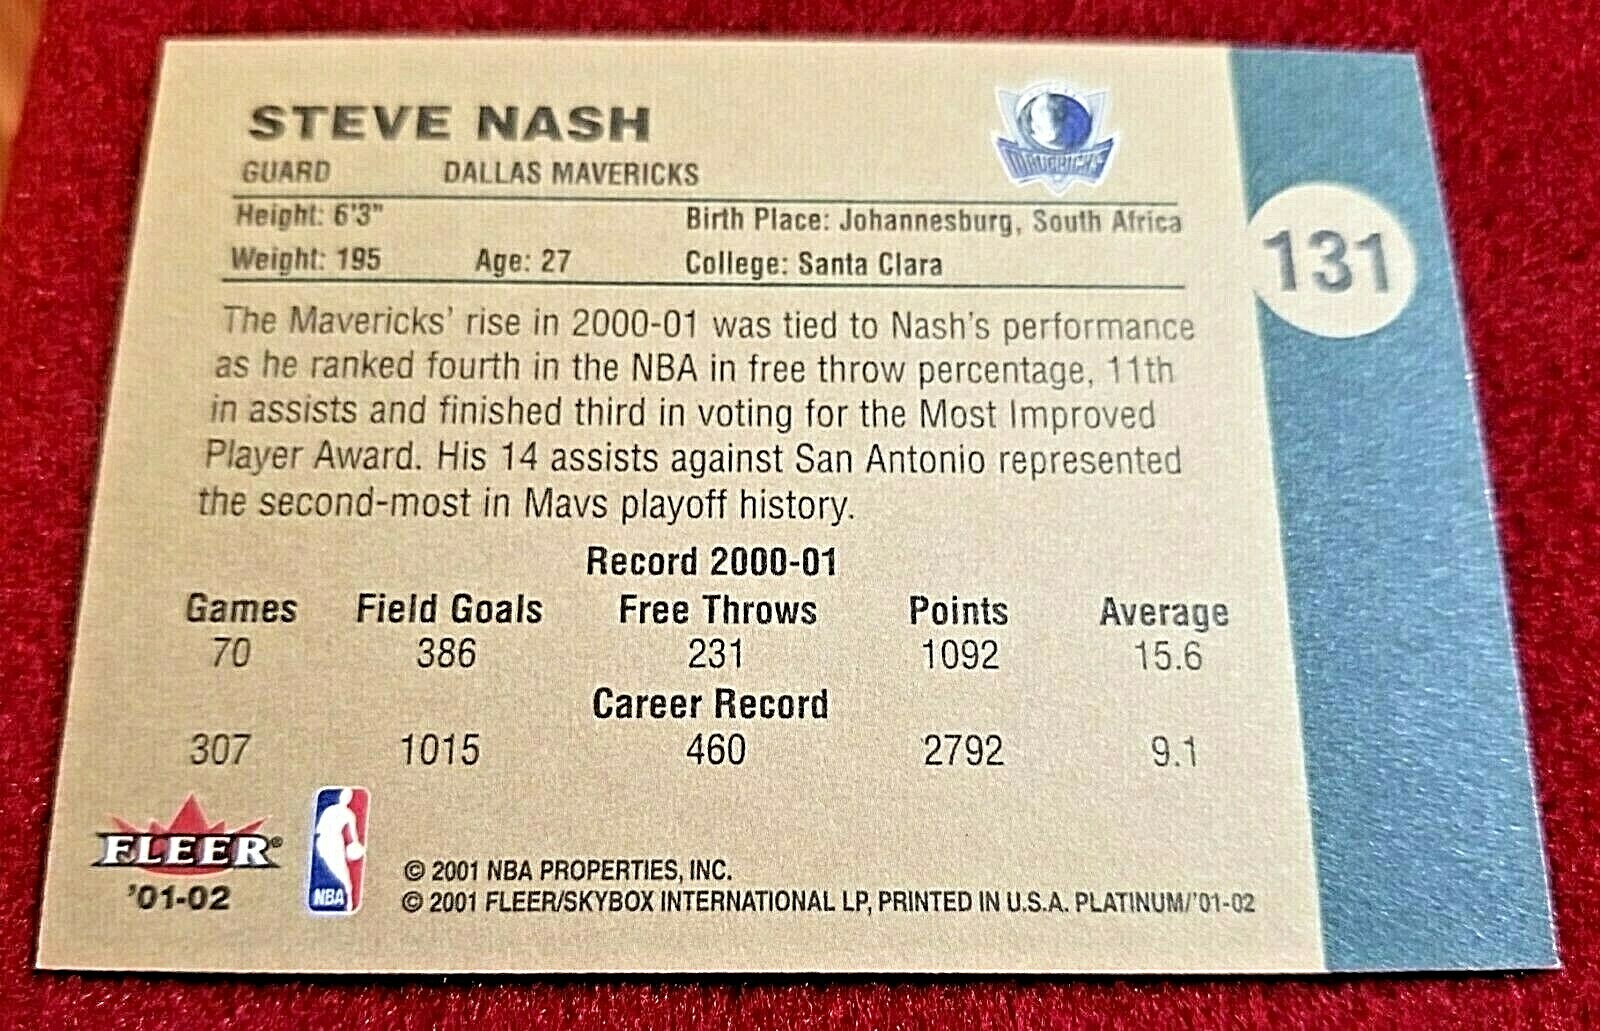 STEVE NASH
GUARD DALLAS MAVERICKS
MAVERICKS
Height: 6'3" Birth Place: Johannesburg, South Africa
Weight: 195 Age: 27 College: Santa Clara
131
The Mavericks' rise in 2000-01 was tied to Nash's performance
as he ranked fourth in the NBA in free throw percentage, 11th
in assists and finished third in voting for the Most Improved
Player Award. His 14 assists against San Antonio represented
the second-most in Mavs playoff history.
Record 2000-01
Games Field Goals Free Throws Points Average
70 386 231 1092 15.6
Career Record
307 1015 460 2792 9.1
FLEER®
'01-02
NBA
© 2001 NBA PROPERTIES, INC.
© 2001 FLEER/SKYBOX INTERNATIONAL LP, PRINTED IN U.S.A. PLATINUM/'01-02